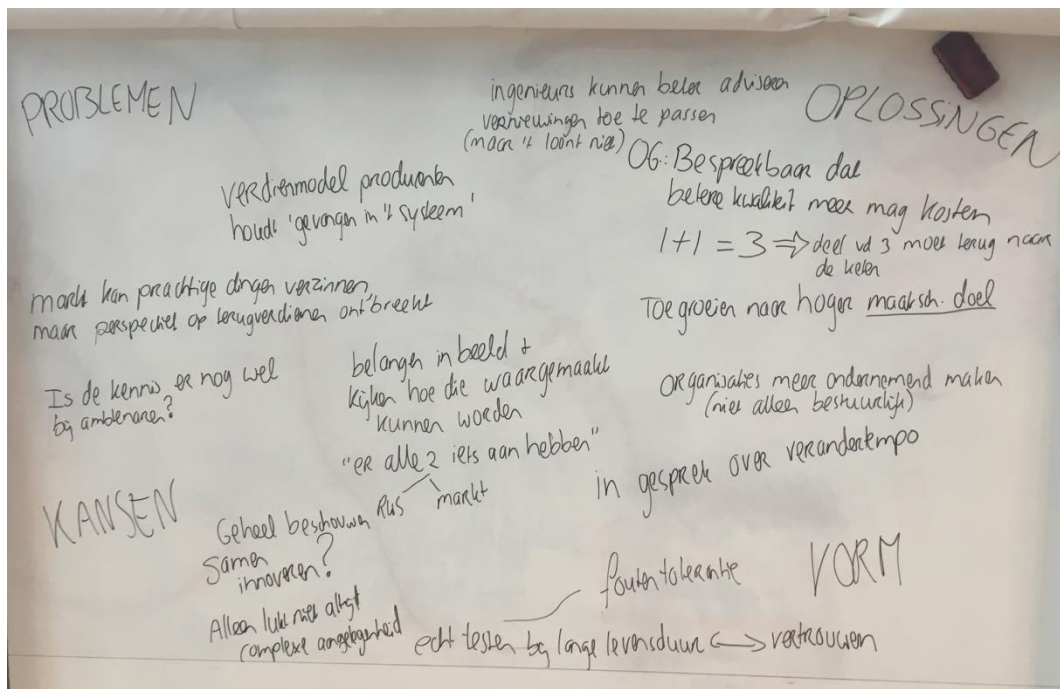 PROBLEMEN
verdienmodel producenten
houdt 'gevangen in 't systeem'
markt kan prachtige dingen verzinnen,
maar perspectief op terugverdienen ontbreekt
Is de kennis er nog wel
bij ambtenaren?
ingenieurs kunnen beter adviseren
vernieuwingen toe te passen
(maar 't loont niet)
OPLOSSINGEN
OG: Bespreekbaar dat
betere kwaliteit meer mag kosten
1+1 = 3 => deel vd 3 moet terug naar
de keten
Toe groeien naar hoger maatsch. doel
organisaties meer ondernemend maken
(niet alleen bestuurlijk)
in gesprek over verandertempo
belangen in beeld +
kijken hoe die waargemaakt
kunnen worden
"er alle 2 iets aan hebben"
RWS markt
KANSEN
Geheel beschouwen
Samen
innoveren?
Alleen lukt niet altijd
complexe aangelegenheid
VORM
fouten tolerantie
echt testen bij lange levensduur <-> vertrouwen